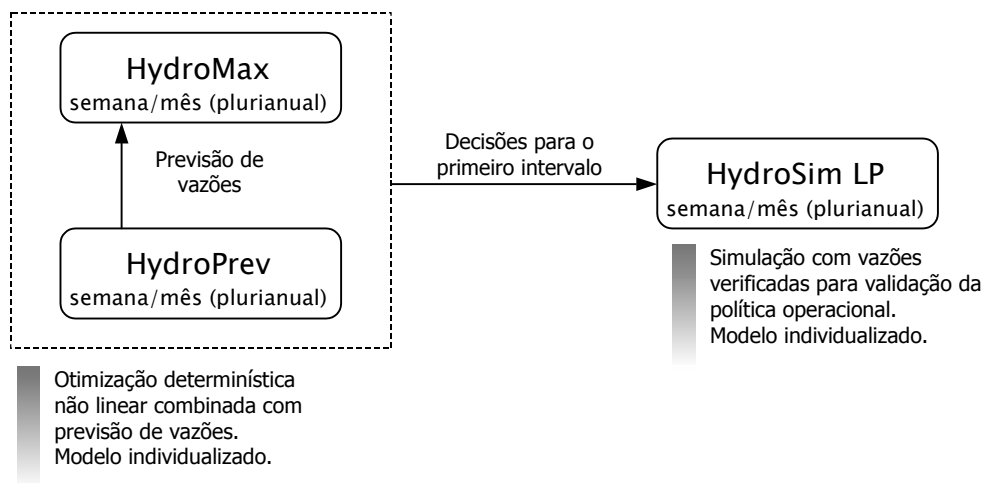 HydroMax
semana/mês (plurianual)
Previsão de
vazões
HydroPrev
semana/mês (plurianual)
Decisões para o
primeiro intervalo
HydroSim LP
semana/mês (plurianual)
Simulação com vazões
verificadas para validação da
política operacional.
Modelo individualizado.
Otimização determinística
não linear combinada com
previsão de vazões.
Modelo individualizado.